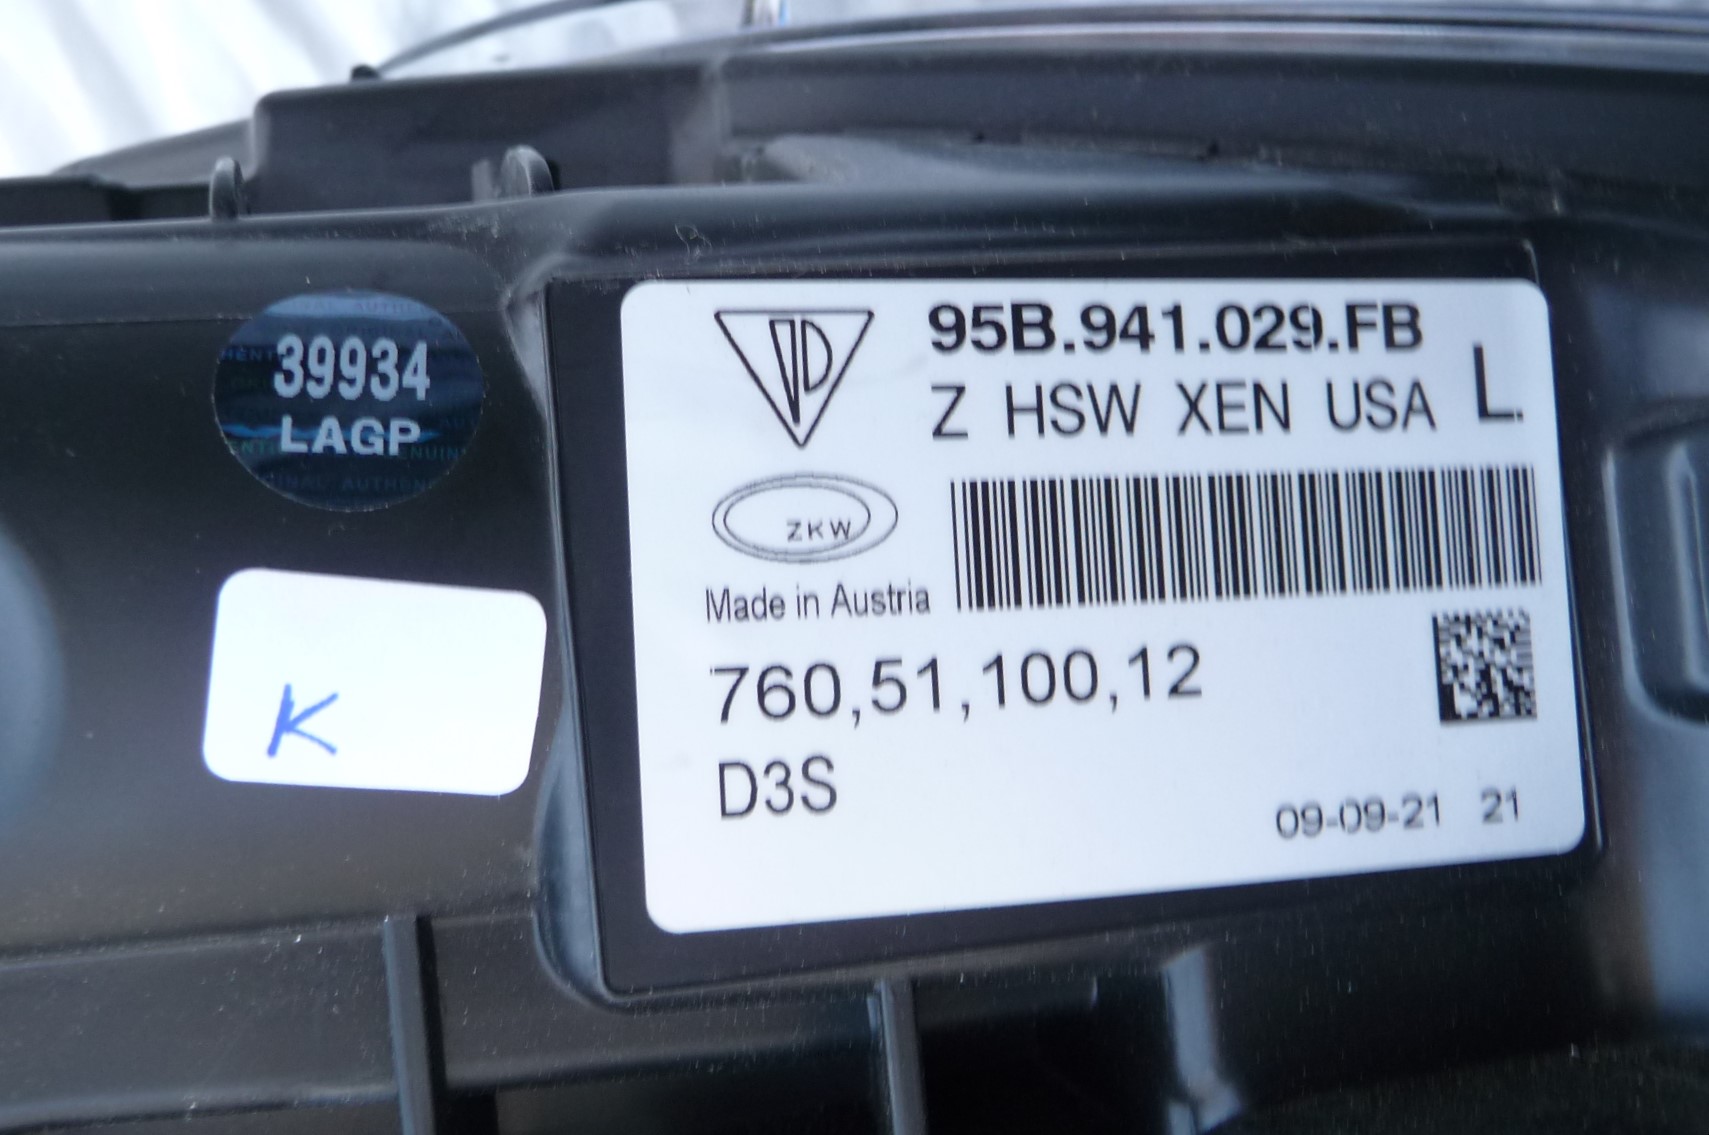 39934
LAGP
K
95B.941.029.FB
Z HSW XEN USA L
ZKW
Made in Austria
760,51,100,12
D3S
09-09-21 21